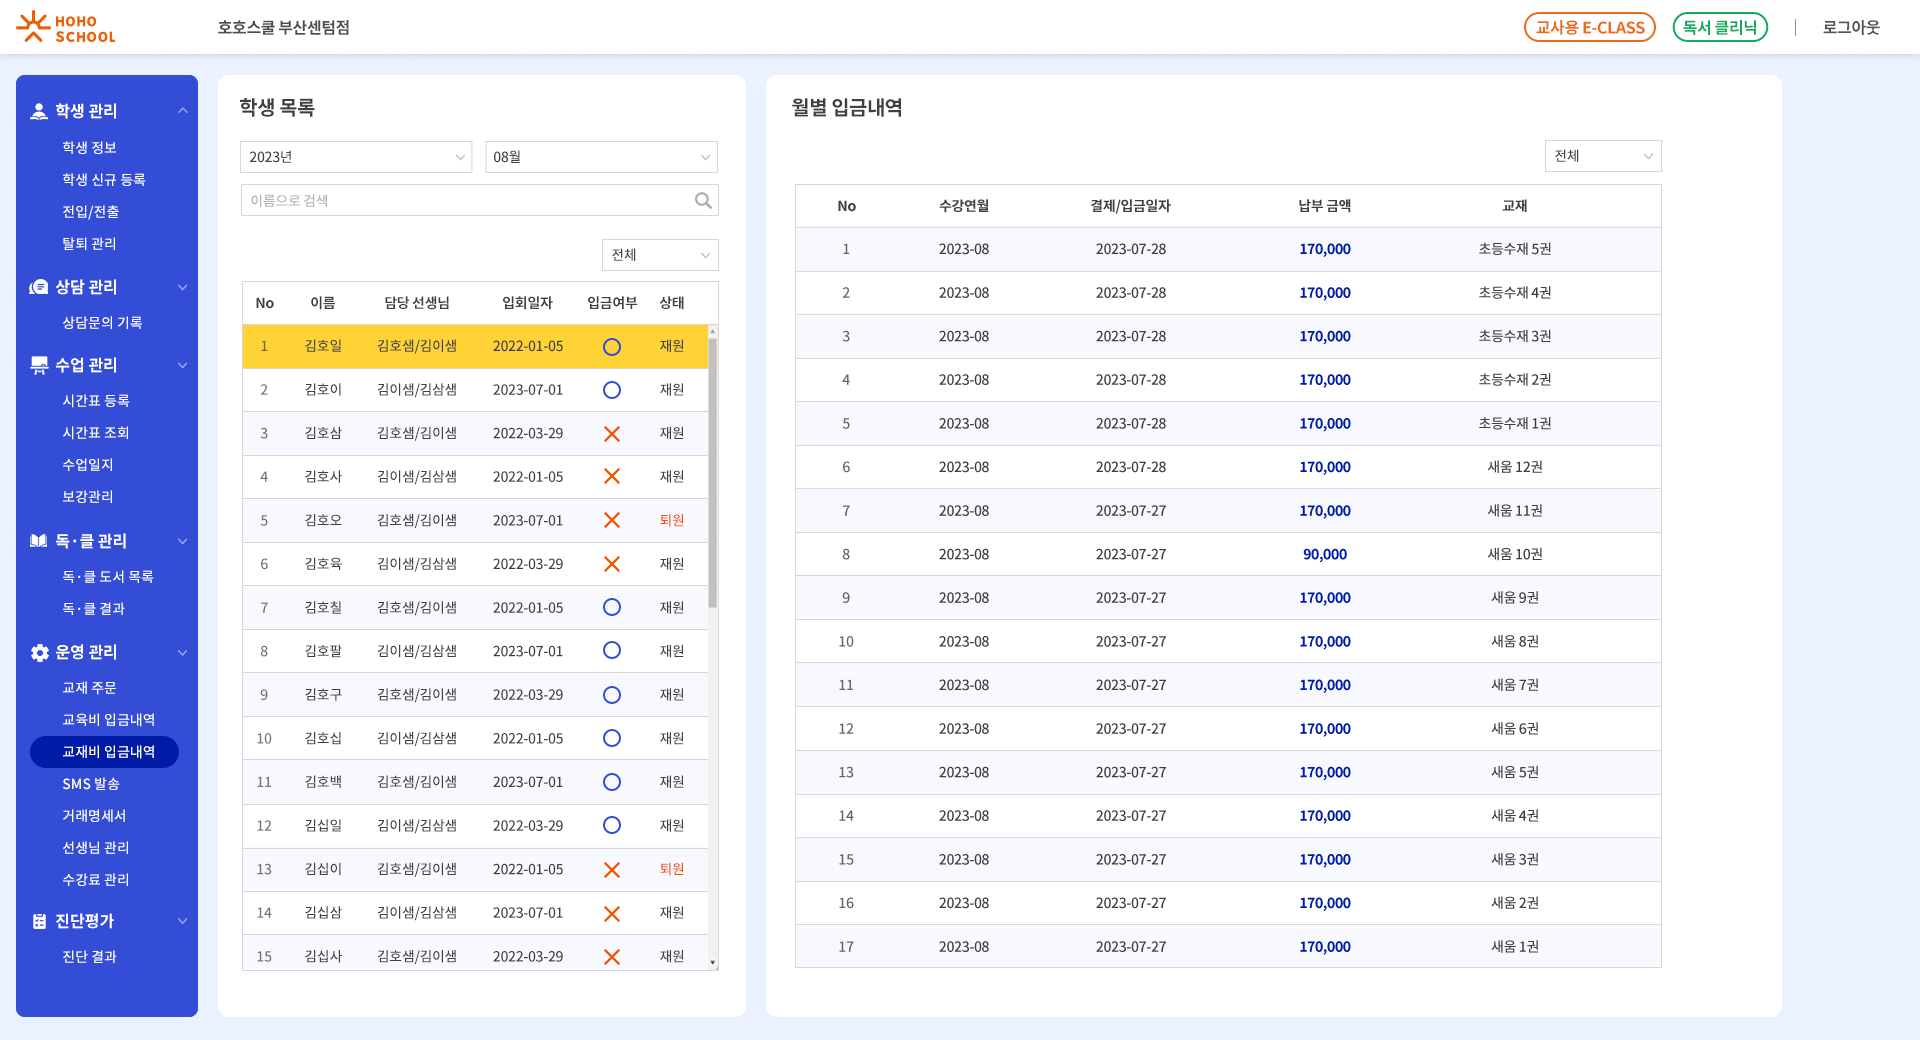 HOHO SCHOOL
호호스쿨 부산센텀점
교사용 E-CLASS
독서 클리닉
로그아웃
학생 관리
학생 정보
학생 신규 등록
전입/전출
탈퇴 관리
상담 관리
상담문의 기록
수업 관리
시간표 등록
시간표 조회
수업일지
보강관리
독·클 관리
독·클 도서 목록
독·클 결과
운영 관리
교재 주문
교육비 입금내역
교재비 입금내역
SMS 발송
거래명세서
선생님 관리
수강료 관리
진단평가
진단 결과
학생 목록
2023년 08월
이름으로 검색
전체
No 이름 담당 선생님 입회일자 입금여부 상태
1 김호일 김호샘/김이샘 2022-01-05 재원
2 김호이 김이샘/김삼샘 2023-07-01 재원
3 김호삼 김호샘/김이샘 2022-03-29 재원
4 김호사 김이샘/김삼샘 2022-01-05 재원
5 김호오 김호샘/김이샘 2023-07-01 퇴원
6 김호육 김이샘/김삼샘 2022-03-29 재원
7 김호칠 김호샘/김이샘 2022-01-05 재원
8 김호팔 김이샘/김삼샘 2023-07-01 재원
9 김호구 김호샘/김이샘 2022-03-29 재원
10 김호십 김이샘/김삼샘 2022-01-05 재원
11 김호백 김호샘/김이샘 2023-07-01 재원
12 김십일 김이샘/김삼샘 2022-03-29 재원
13 김십이 김호샘/김이샘 2022-01-05 퇴원
14 김십삼 김이샘/김삼샘 2023-07-01 재원
15 김십사 김호샘/김이샘 2022-03-29 재원
월별 입금내역
전체
No 수강연월 결제/입금일자 납부 금액 교재
1 2023-08 2023-07-28 170,000 초등수재 5권
2 2023-08 2023-07-28 170,000 초등수재 4권
3 2023-08 2023-07-28 170,000 초등수재 3권
4 2023-08 2023-07-28 170,000 초등수재 2권
5 2023-08 2023-07-28 170,000 초등수재 1권
6 2023-08 2023-07-28 170,000 새움 12권
7 2023-08 2023-07-27 170,000 새움 11권
8 2023-08 2023-07-27 90,000 새움 10권
9 2023-08 2023-07-27 170,000 새움 9권
10 2023-08 2023-07-27 170,000 새움 8권
11 2023-08 2023-07-27 170,000 새움 7권
12 2023-08 2023-07-27 170,000 새움 6권
13 2023-08 2023-07-27 170,000 새움 5권
14 2023-08 2023-07-27 170,000 새움 4권
15 2023-08 2023-07-27 170,000 새움 3권
16 2023-08 2023-07-27 170,000 새움 2권
17 2023-08 2023-07-27 170,000 새움 1권